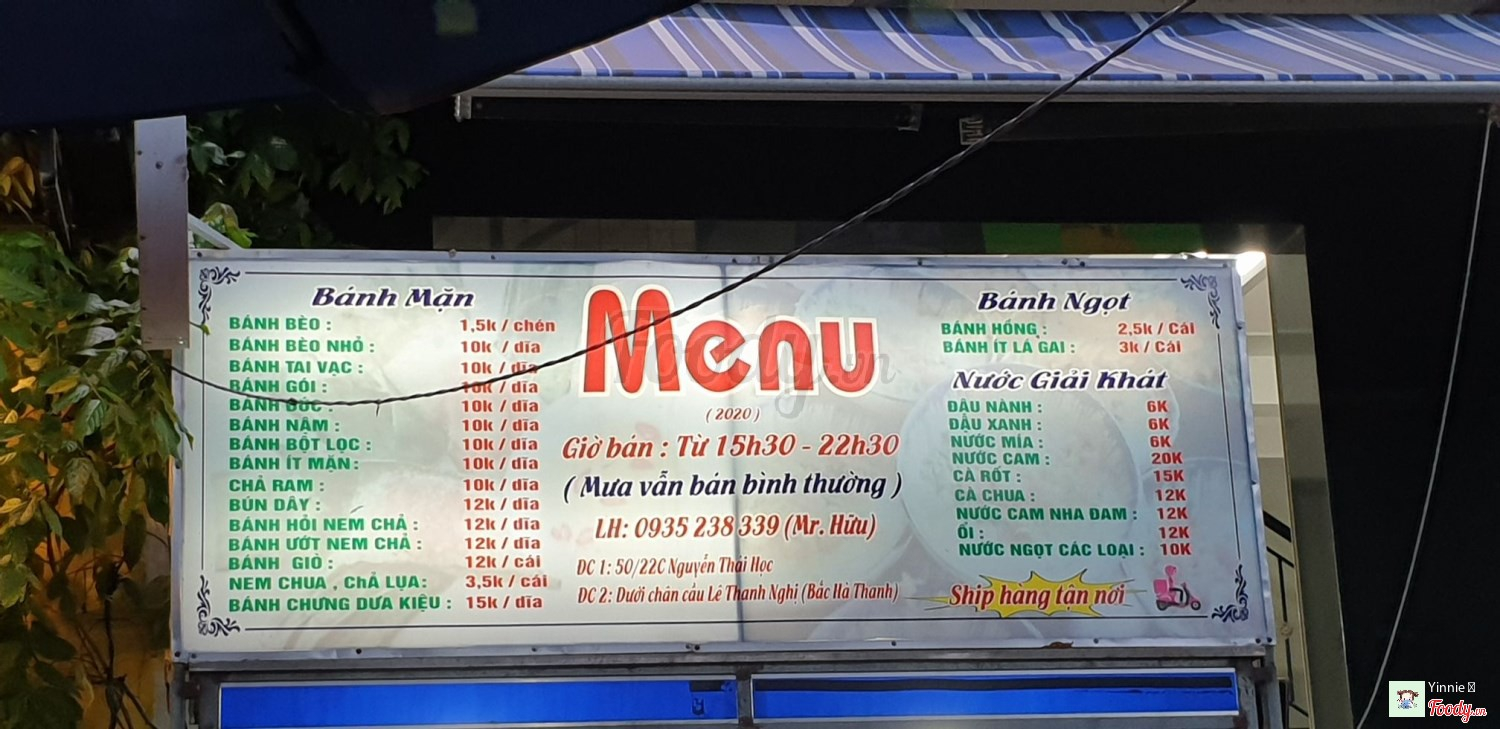 Bánh Mặn
BÁNH BÈO : 1,5k / chén
BÁNH BÈO NHỎ : 10k / dĩa
BÁNH TAI VẠC : 10k / dĩa
BÁNH GÓI : 10k / dĩa
BÁNH ĐÚC : 10k / dĩa
BÁNH NẬM : 10k / dĩa
BÁNH BỘT LỌC : 10k / dĩa
BÁNH ÍT MẶN : 10k / dĩa
CHẢ RAM : 10k / dĩa
BÚN DÂY : 12k / dĩa
BÁNH HỎI NEM CHẢ : 12k / dĩa
BÁNH ƯỚT NEM CHẢ : 12k / dĩa
BÁNH GIÒ : 12k / cái
NEM CHUA , ChẢ LỤA: 3,5k / cái
BÁNH CHƯNG DƯA KIỆU : 15k / dĩa
Menu
( 2020 )
Giờ bán : Từ 15h30 - 22h30
( Mưa vẫn bán bình thường )
LH: 0935 238 339 (Mr. Hữu)
ĐC 1: 50/22C Nguyễn Thái Học
ĐC 2: Dưới chân cầu Lê Thanh Nghị (Bắc Hà Thanh)
Bánh Ngọt
BÁNH HỒNG : 2,5k / Cái
BÁNH ÍT LÁ GAI : 3k / Cái
Nước Giải Khát
ĐẬU NÀNH : 6K
ĐẬU XANH : 6K
NƯỚC MÍA : 6K
NƯỚC CAM : 20K
CÀ RỐT : 15K
CÀ CHUA : 12K
NƯỚC CAM NHA ĐAM : 12K
ỔI : 12K
NƯỚC NGỌT CÁC LOẠI : 10K
Ship hàng tận nơi
Foody.vn
Yinnie
Foody.vn